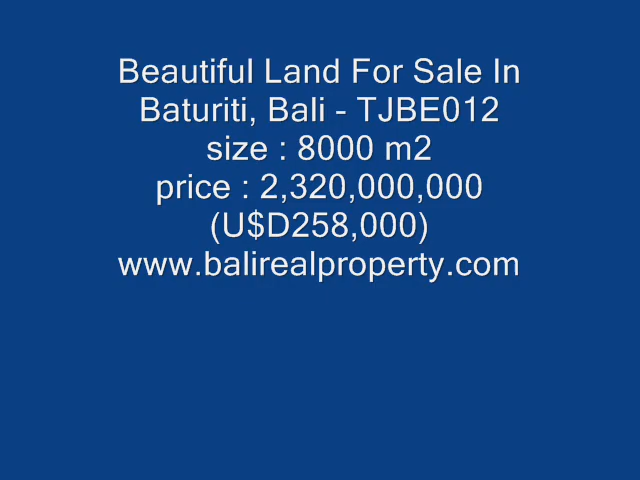 Beautiful Land For Sale In
Baturiti, Bali - TJBE012
size : 8000 m2
price : 2,320,000,000
(U$D258,000)
www.balirealproperty.com